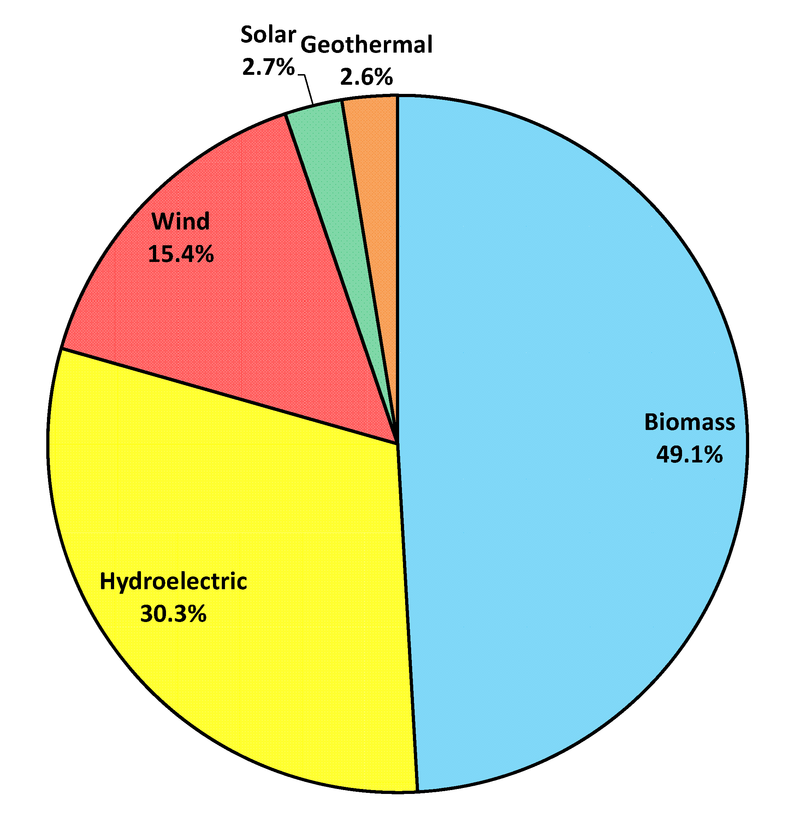 Solar
2.7%
Geothermal
2.6%
Wind
15.4%
Biomass
49.1%
Hydroelectric
30.3%